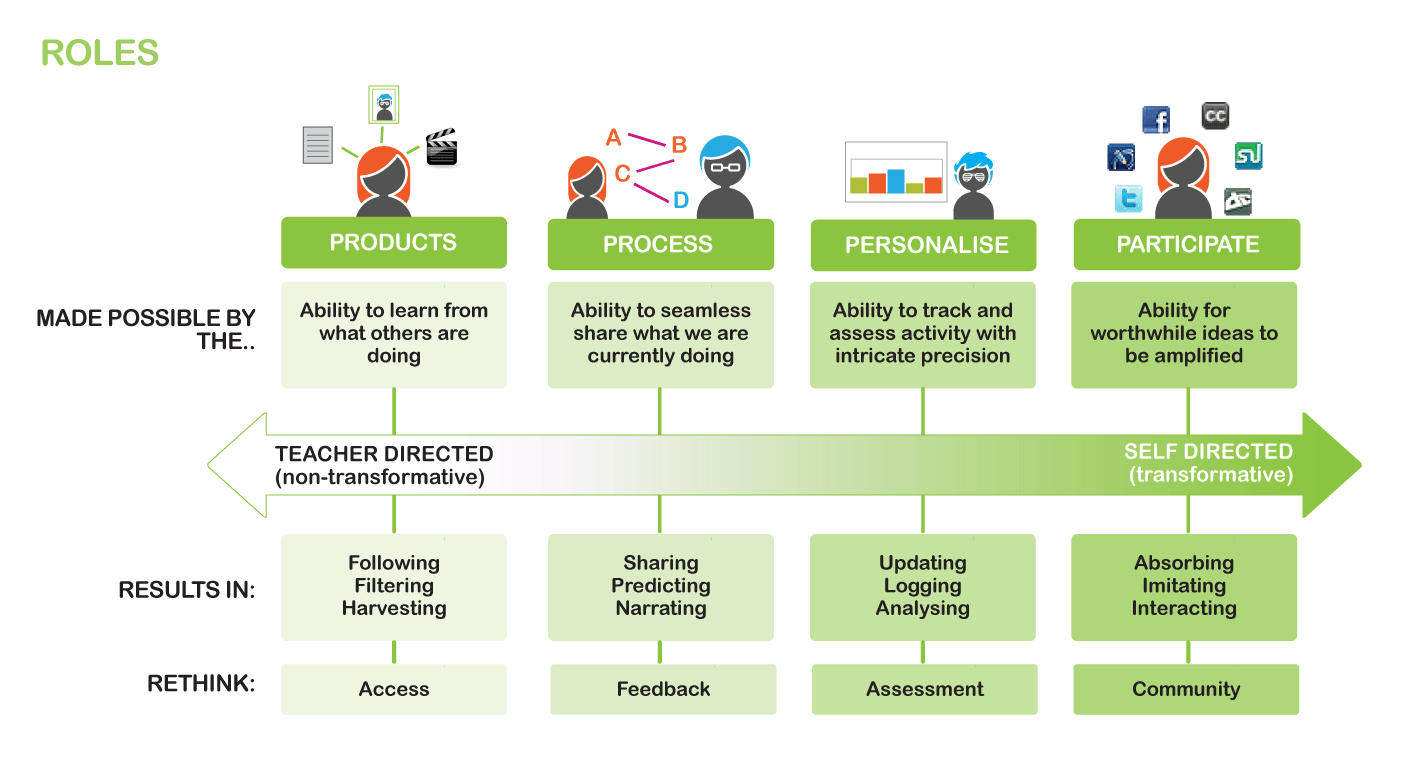 ROLES
A
B
C
D
f
CC
PRODUCTS
PROCESS
PERSONALISE
PARTICIPATE
MADE POSSIBLE BY
THE..
Ability to learn from
what others are
doing
Ability to seamless
share what we are
currently doing
Ability to track and
assess activity with
intricate precision
Ability for
worthwhile ideas to
be amplified
TEACHER DIRECTED
(non-transformative)
SELF DIRECTED
(transformative)
RESULTS IN:
Following
Filtering
Harvesting
Sharing
Predicting
Narrating
Updating
Logging
Analysing
Absorbing
Imitating
Interacting
RETHINK:
Access
Feedback
Assessment
Community